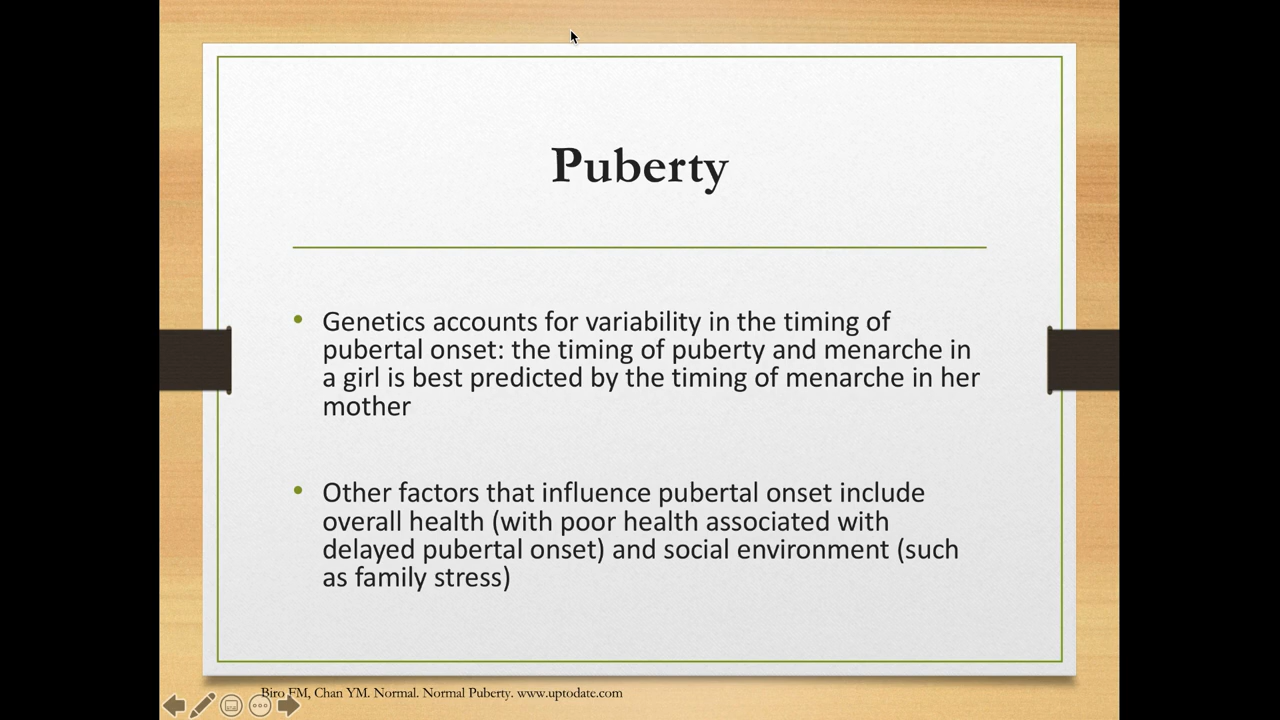 Puberty
Genetics accounts for variability in the timing of
pubertal onset: the timing of puberty and menarche in
a girl is best predicted by the timing of menarche in her
mother
Other factors that influence pubertal onset include
overall health (with poor health associated with
delayed pubertal onset) and social environment (such
as family stress)
Biro FM, Chan YM. Normal. Normal Puberty. www.uptodate.com